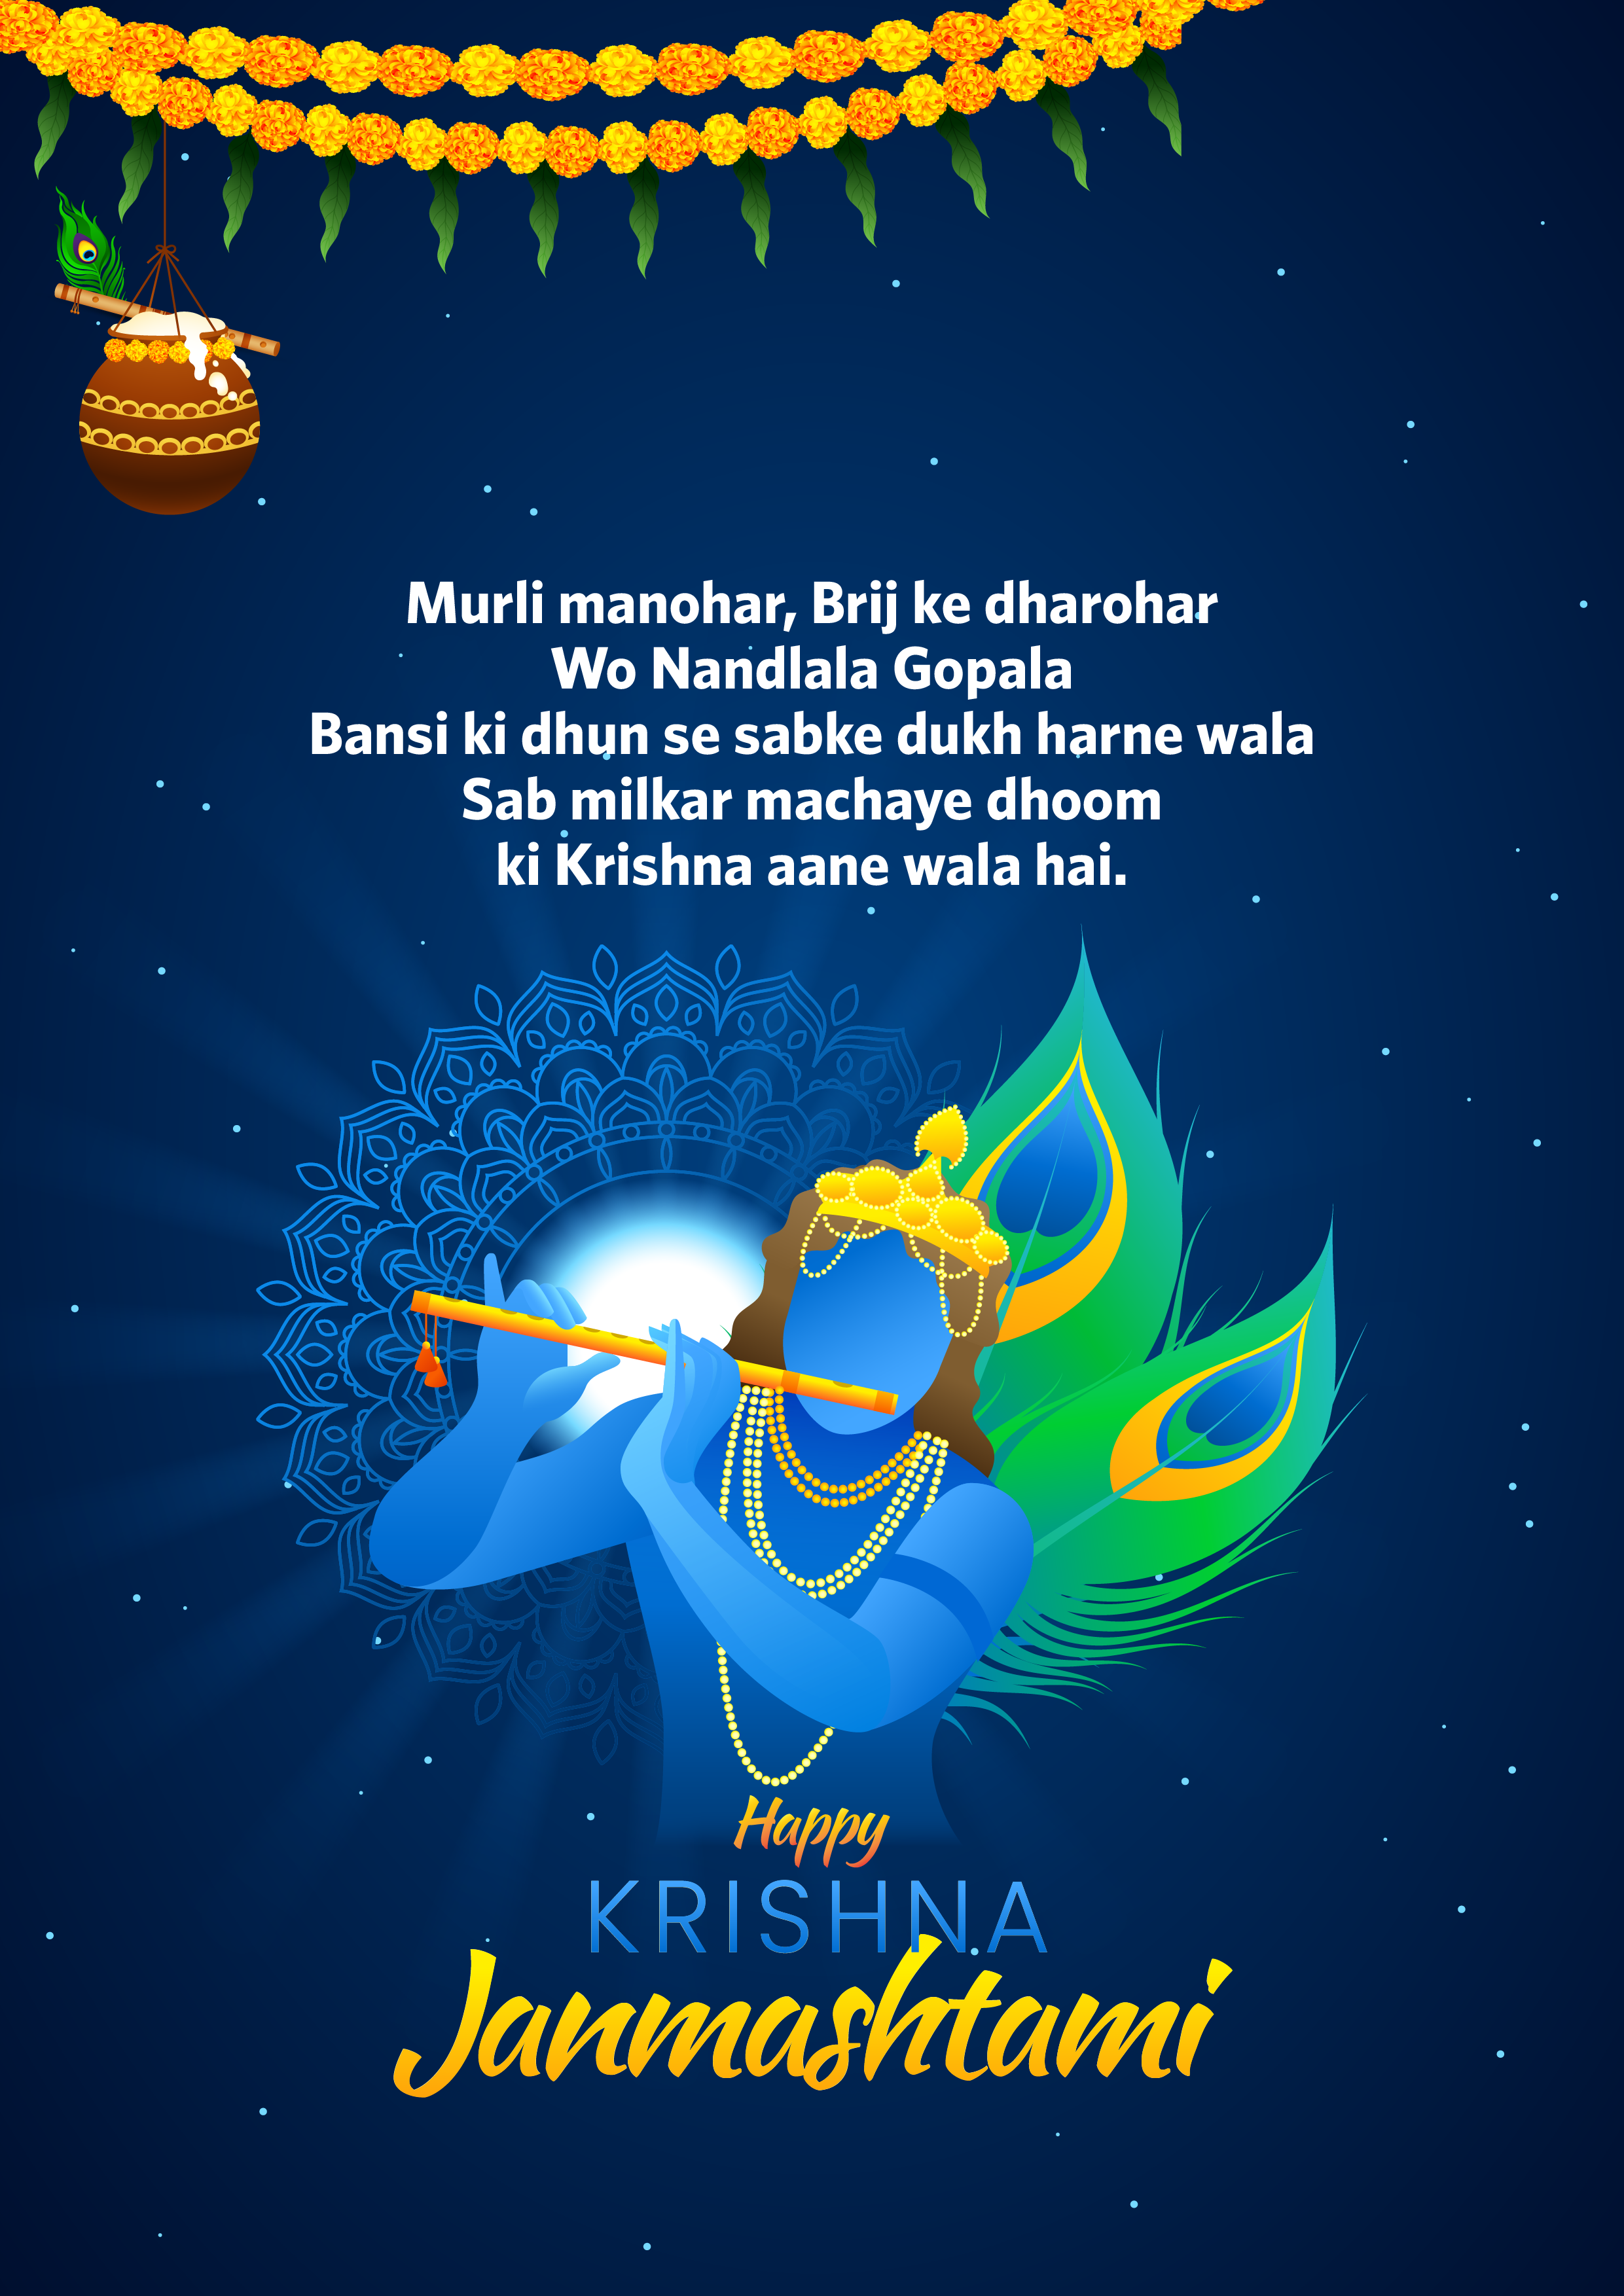 Murli manohar, Brij ke dharohar
Wo Nandlala Gopala
Bansi ki dhun se sabke dukh harne wala
Sab milkar machaye dhoom
ki Krishna aane wala hai.
Happy
KRISHNA
Janmashtami